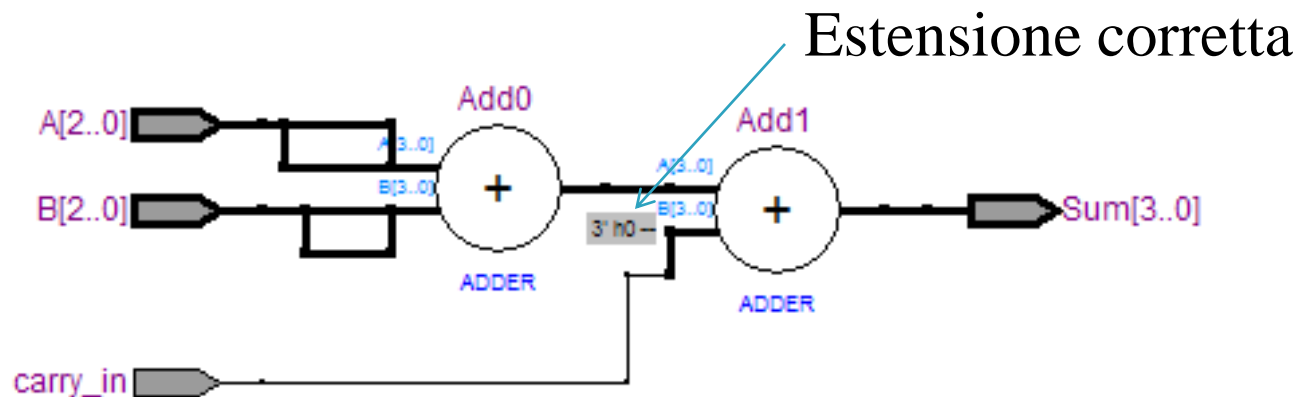 Estensione corretta
Add0
Add1
A[2..0]
A[3..0]
A[3..0]
B[3..0]
B[3..0]
B[2..0]
+
+
Sum[3..0]
3' h0 --
ADDER
ADDER
carry_in